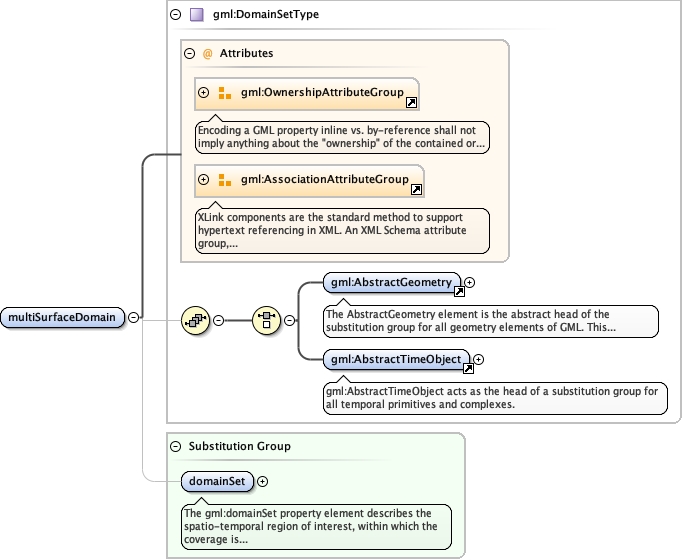 gml:DomainSetType
@ Attributes
gml:OwnershipAttributeGroup
Encoding a GML property inline vs. by-reference shall not
imply anything about the "ownership" of the contained or...
gml:AssociationAttributeGroup
XLink components are the standard method to support
hypertext referencing in XML. An XML Schema attribute
group,...
multiSurfaceDomain
gml:AbstractGeometry
The AbstractGeometry element is the abstract head of the
substitution group for all geometry elements of GML. This...
gml:AbstractTimeObject
gml:AbstractTimeObject acts as the head of a substitution group for
all temporal primitives and complexes.
Substitution Group
domainSet
The gml:domainSet property element describes the
spatio-temporal region of interest, within which the
coverage is...